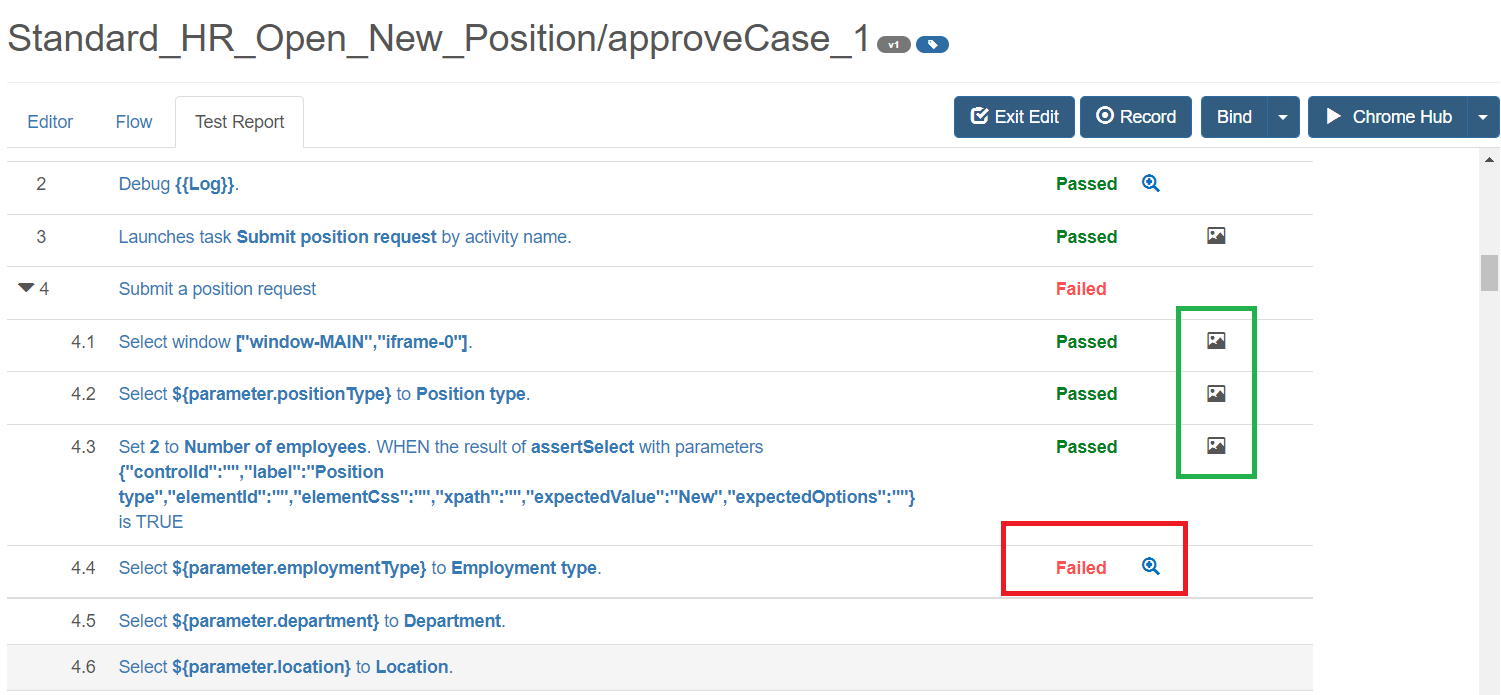 Standard_HR_Open_New_Position/approveCase_1 v1
Editor Flow Test Report Exit Edit Record Bind Chrome Hub
2 Debug {{Log}}. Passed
3 Launches task Submit position request by activity name. Passed
4 Submit a position request Failed
4.1 Select window ["window-MAIN","iframe-0"]. Passed
4.2 Select ${parameter.positionType} to Position type. Passed
4.3 Set 2 to Number of employees. WHEN the result of assertSelect with parameters Passed
{"controlId":"","label":"Position
type","elementId":"","elementCss":"","xpath":"","expectedValue":"New","expectedOptions":""}
is TRUE
4.4 Select ${parameter.employmentType} to Employment type. Failed
4.5 Select ${parameter.department} to Department.
4.6 Select ${parameter.location} to Location.